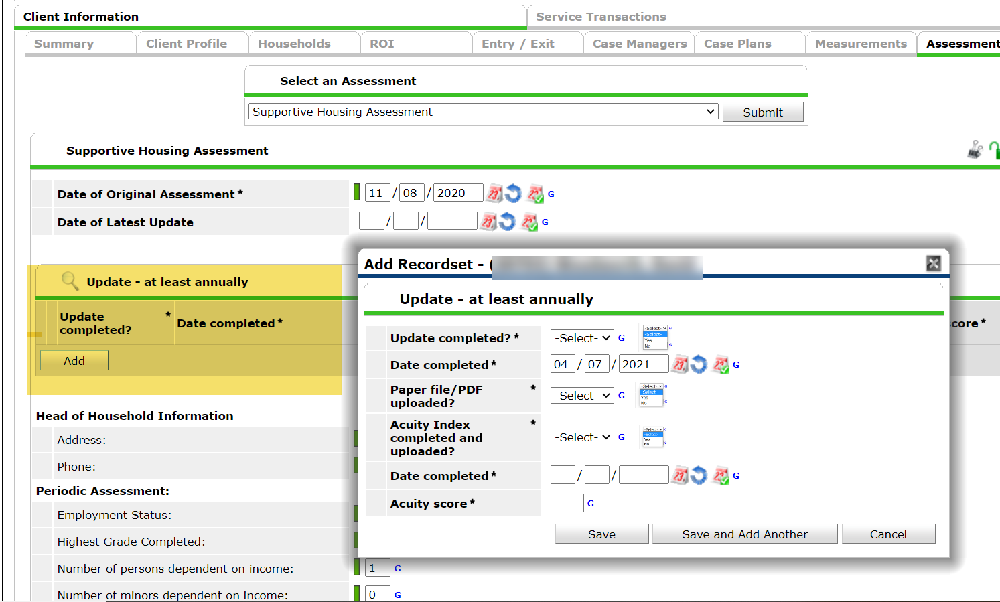 Client Information
Service Transactions
Summary
Client Profile
Households
ROI
Entry / Exit
Case Managers
Case Plans
Measurements
Assessment
Select an Assessment
Supportive Housing Assessment
Submit
Supportive Housing Assessment
Date of Original Assessment *
11 / 08 / 2020
23
G
Date of Latest Update
/ /
23
G
Update - at least annually
Update completed? *
Date completed *
score *
Add
Head of Household Information
Address:
Phone:
Periodic Assessment:
Employment Status:
Highest Grade Completed:
Number of persons dependent on income:
1 G
Number of minors dependent on income:
0 G
Add Recordset - (
Update - at least annually
Update completed? *
-Select- G
-Select- G
-Select-
Yes
No G
Date completed *
04 / 07 / 2021
23
G
Paper file/PDF uploaded? *
-Select- G
-Select- G
-Select-
Yes
No G
Acuity Index completed and uploaded? *
-Select- G
-Select- G
-Select-
Yes
No G
Date completed *
/ /
23
G
Acuity score *
G
Save
Save and Add Another
Cancel